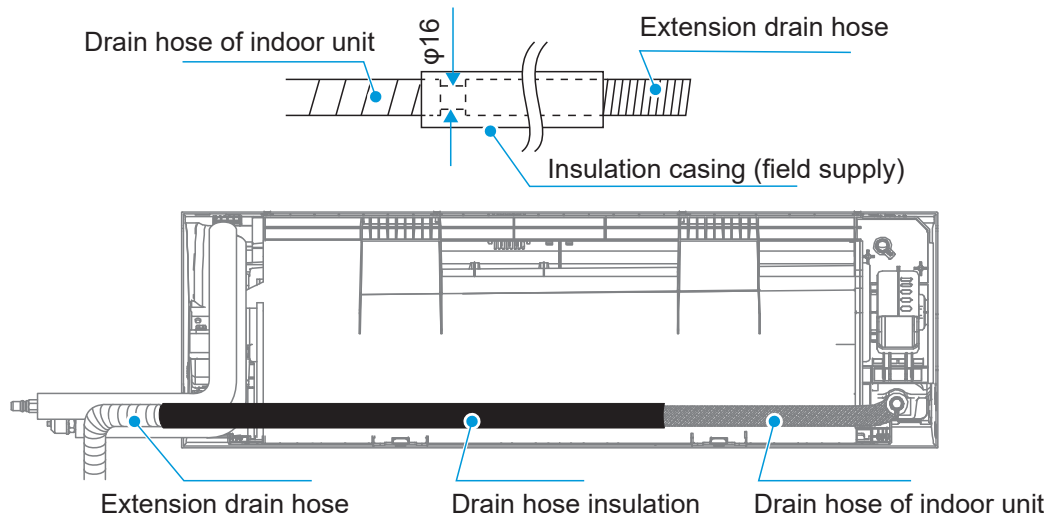 Drain hose of indoor unit
φ16
Extension drain hose
Insulation casing (field supply)
Extension drain hose
Drain hose insulation
Drain hose of indoor unit